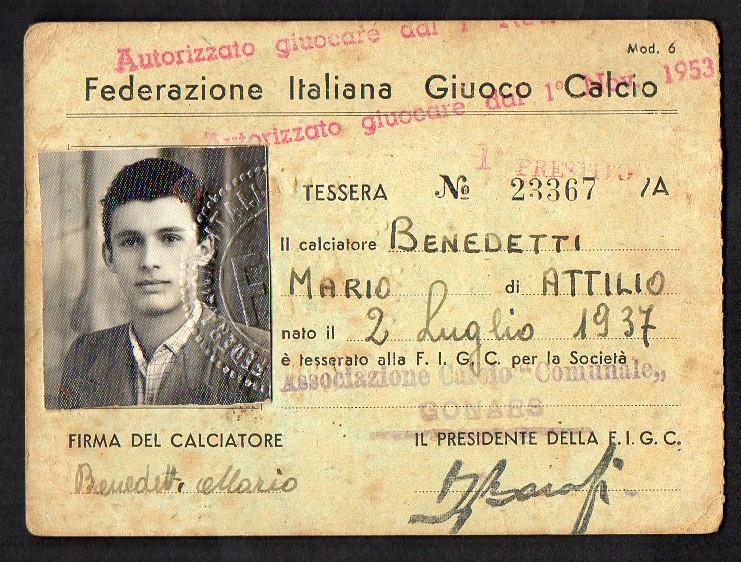 Autorizzato giuocare dal 1°
Mod. 6
Federazione Italiana Giuoco Calcio
Autorizzato giuocare dal 1° Nov. 1953
1° PRESTITO
TESSERA № 23367 /A
Il calciatore BENEDETTI
MARIO di ATTILIO
nato il 2 Luglio 1937
è tesserato alla F. I. G. C. per la Società
Associazione Calcio "Comunale„
GONARS
FIRMA DEL CALCIATORE
IL PRESIDENTE DELLA F. I. G. C.
Benedetti Mario